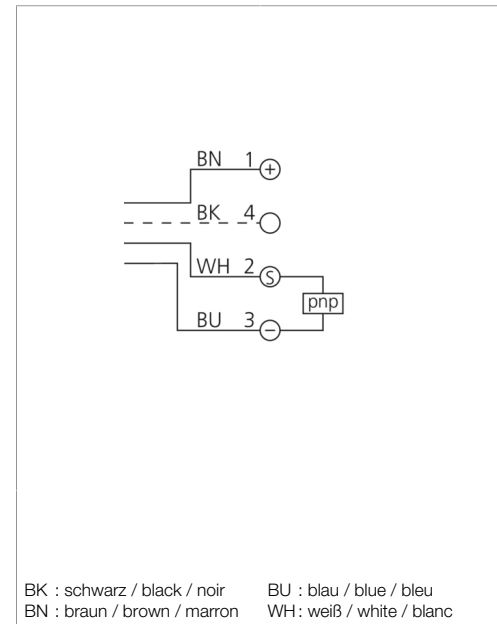 BN 1 +
BK 4
WH 2 S
pnp
BU 3 −
BK : schwarz / black / noir BU : blau / blue / bleu
BN : braun / brown / marron WH : weiß / white / blanc